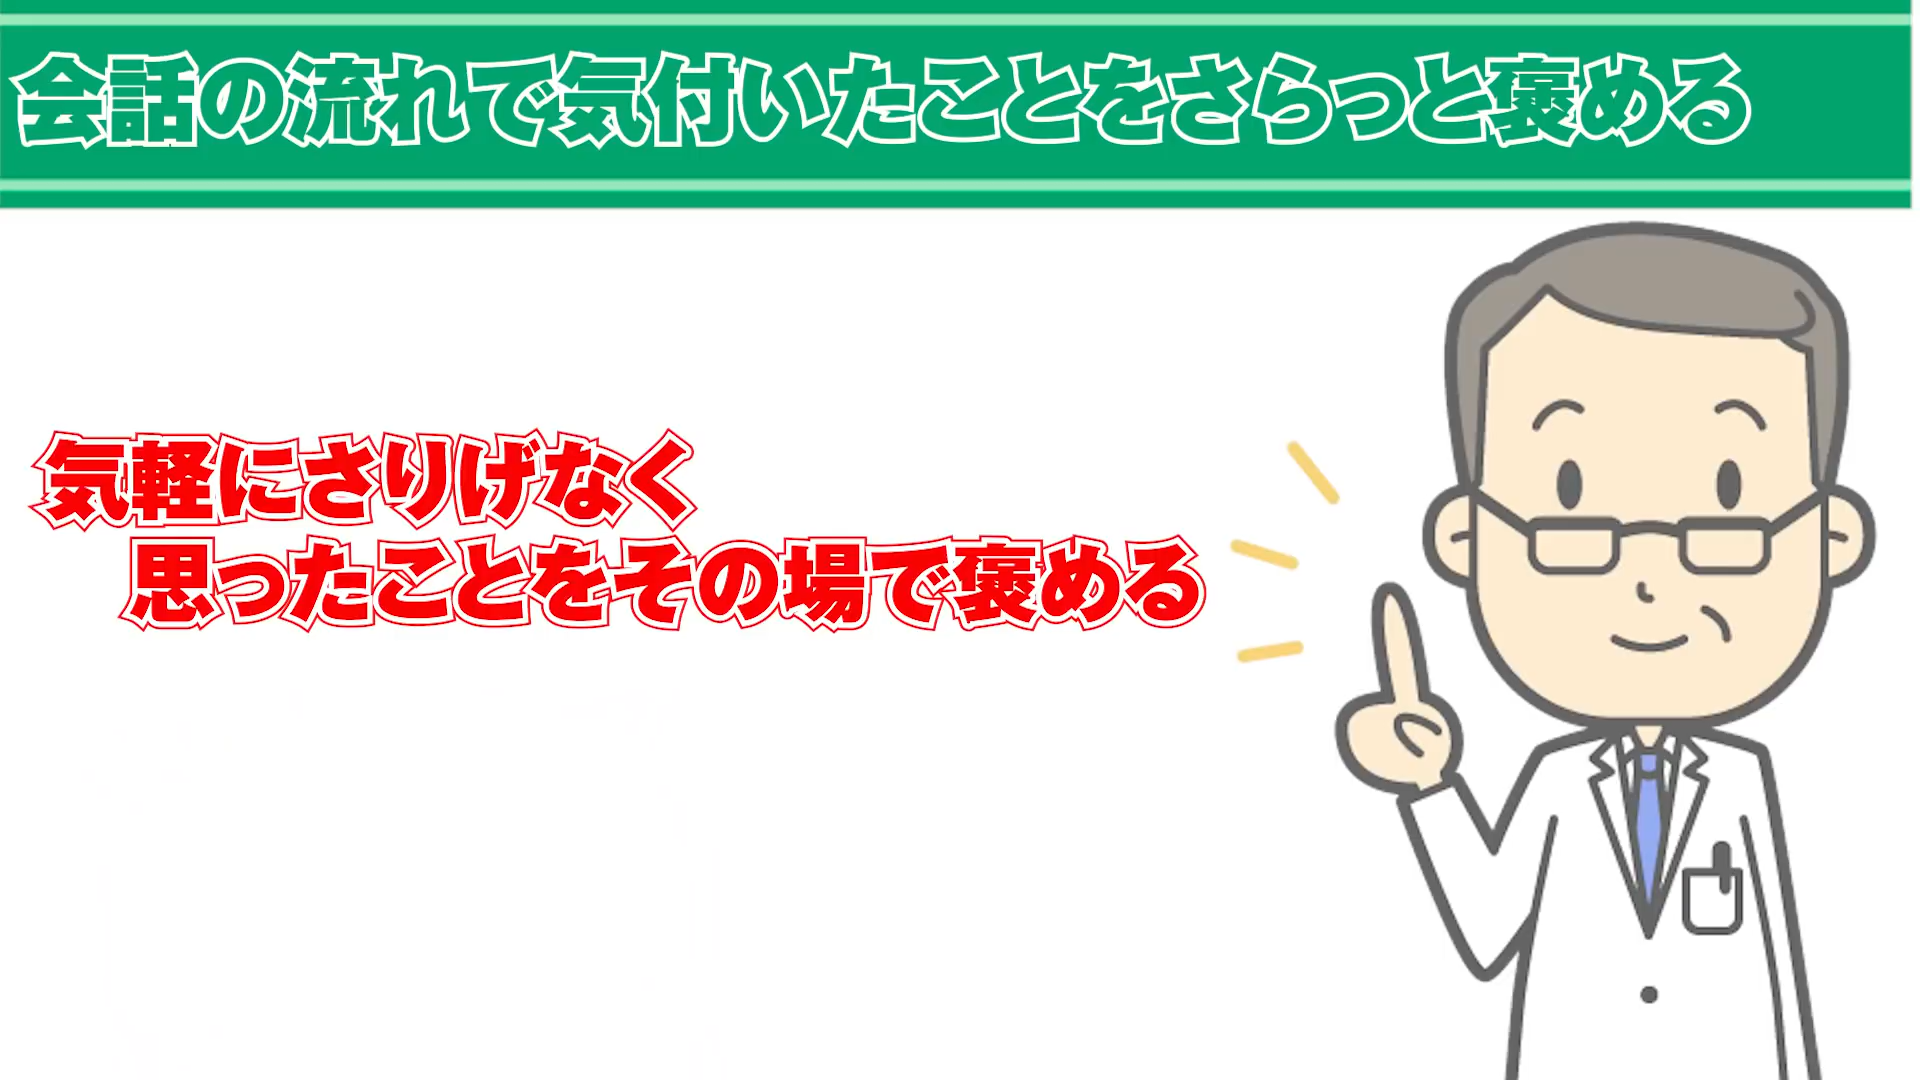 会話の流れで気付いたことをさらっと褒める
気軽にさりげなく
思ったことをその場で褒める